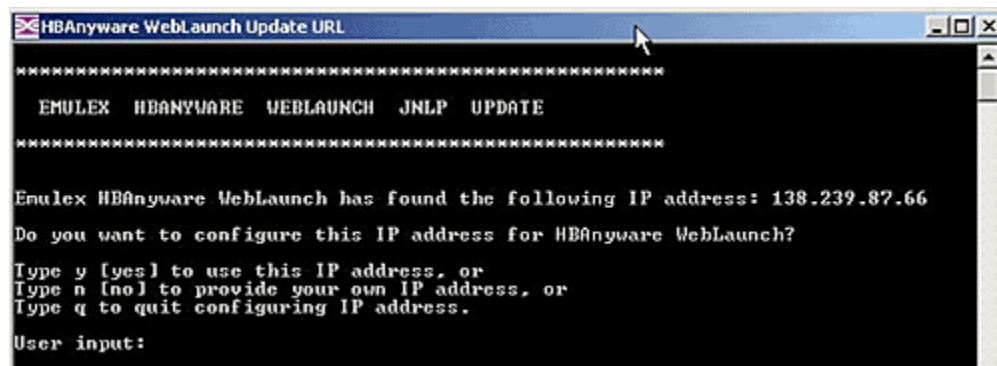 HBAnyware WebLaunch Update URL
******************************************************
EMULEX HBANYWARE WEBLAUNCH JNLP UPDATE
******************************************************
Emulex HBAnyware WebLaunch has found the following IP address: 138.239.87.66
Do you want to configure this IP address for HBAnyware WebLaunch?
Type y [yes] to use this IP address, or
Type n [no] to provide your own IP address, or
Type q to quit configuring IP address.
User input: